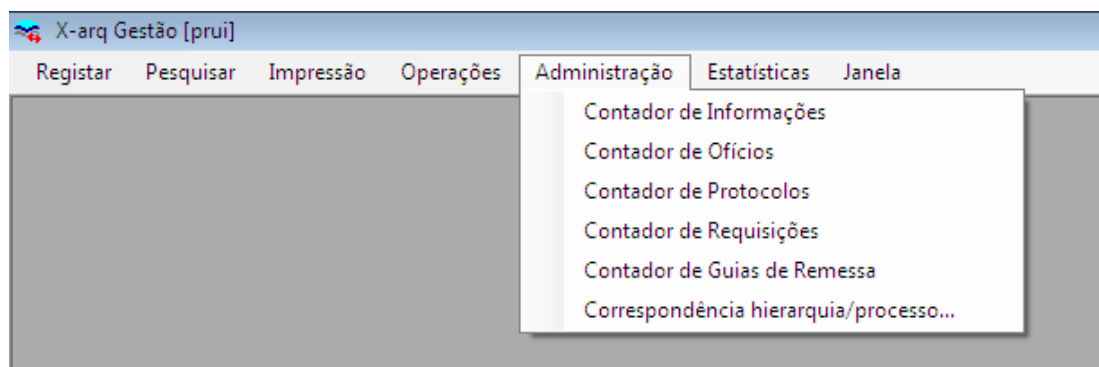 X-arq Gestão [prui]
Registar Pesquisar Impressão Operações Administração Estatísticas Janela
Contador de Informações
Contador de Ofícios
Contador de Protocolos
Contador de Requisições
Contador de Guias de Remessa
Correspondência hierarquia/processo...